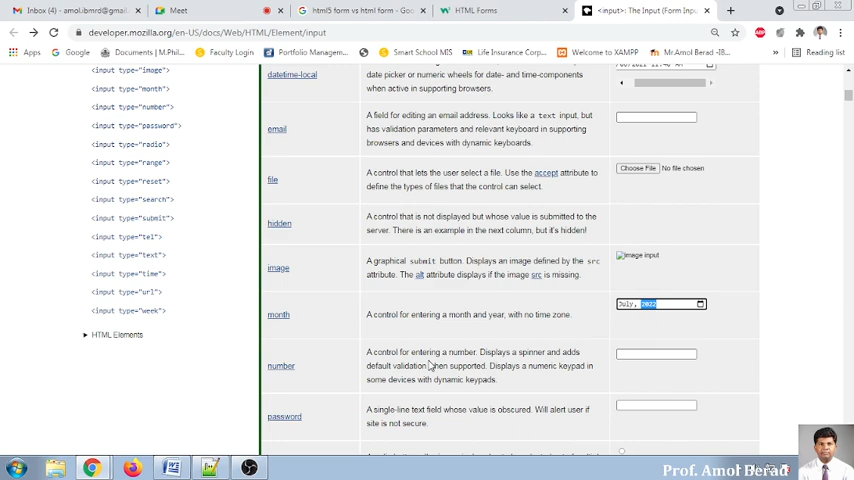 Inbox (4) - amol.ibmrd@gmail.
Meet
html5 form vs html form - Goo
HTML Forms
<input>: The Input (Form Inpu
developer.mozilla.org/en-US/docs/Web/HTML/Element/input
Apps
Google
Documents (M.Phil...
Faculty Login
Portfolio Managem...
Smart School MIS
Life Insurance Corp...
Welcome to XAMPP
Mr.Amol Berad -IB...
Reading list
<input type="image">
<input type="month">
<input type="number">
<input type="password">
<input type="radio">
<input type="range">
<input type="reset">
<input type="search">
<input type="submit">
<input type="tel">
<input type="text">
<input type="time">
<input type="url">
<input type="week">
HTML Elements
datetime-local
date picker or numeric wheels for date- and time-components
when active in supporting browsers.
email
A field for editing an email address. Looks like a text input, but
has validation parameters and relevant keyboard in supporting
browsers and devices with dynamic keyboards.
file
A control that lets the user select a file. Use the accept attribute to
define the types of files that the control can select.
Choose File No file chosen
hidden
A control that is not displayed but whose value is submitted to the
server. There is an example in the next column, but it's hidden!
image
A graphical submit button. Displays an image defined by the src
attribute. The alt attribute displays if the image src is missing.
image input
month
A control for entering a month and year, with no time zone.
July, 2022
number
A control for entering a number. Displays a spinner and adds
default validation when supported. Displays a numeric keypad in
some devices with dynamic keypads.
password
A single-line text field whose value is obscured. Will alert user if
site is not secure.
Prof. Amol Berad